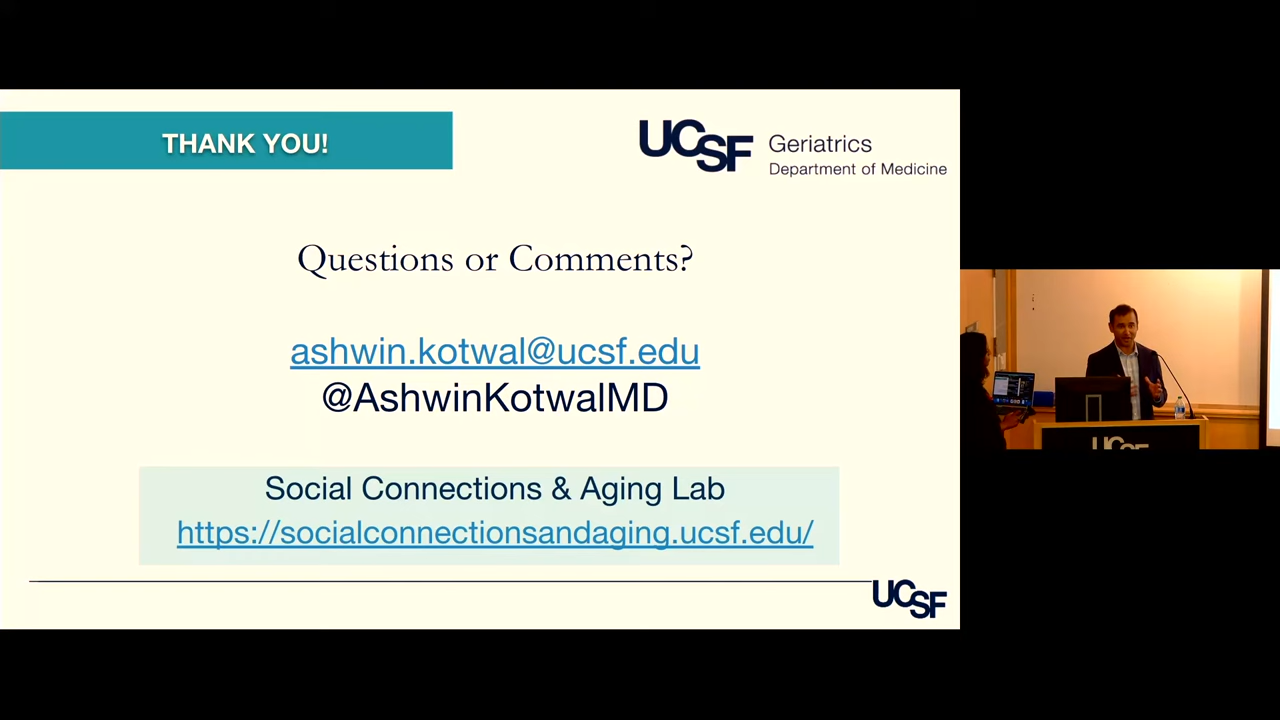 THANK YOU!
UCSF
Geriatrics
Department of Medicine
Questions or Comments?
ashwin.kotwal@ucsf.edu
@AshwinKotwalMD
Social Connections & Aging Lab
https://socialconnectionsandaging.ucsf.edu/
UCSF
UCSF